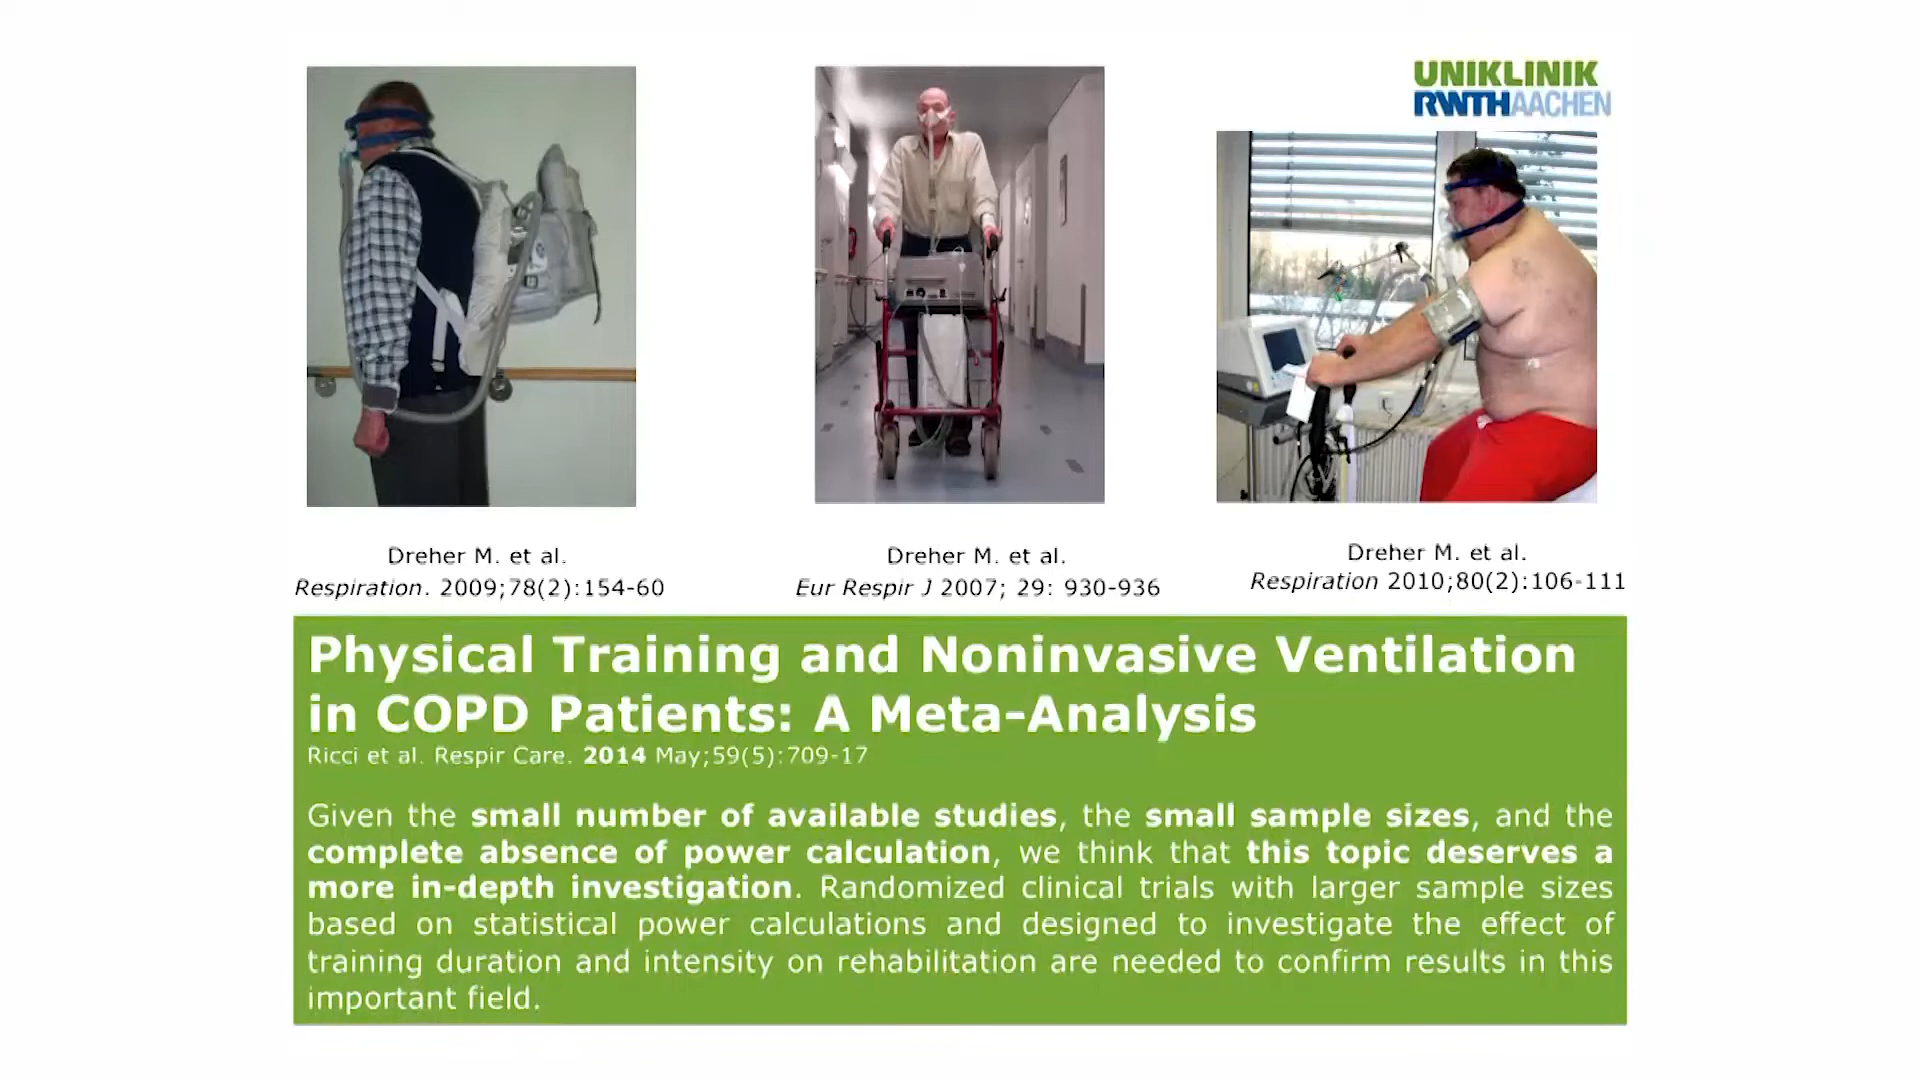 UNIKLINIK
RWTHAACHEN
Dreher M. et al.
Respiration. 2009;78(2):154-60
Dreher M. et al.
Eur Respir J 2007; 29: 930-936
Dreher M. et al.
Respiration 2010;80(2):106-111
Physical Training and Noninvasive Ventilation
in COPD Patients: A Meta-Analysis
Ricci et al. Respir Care. 2014 May;59(5):709-17
Given the small number of available studies, the small sample sizes, and the
complete absence of power calculation, we think that this topic deserves a
more in-depth investigation. Randomized clinical trials with larger sample sizes
based on statistical power calculations and designed to investigate the effect of
training duration and intensity on rehabilitation are needed to confirm results in this
important field.